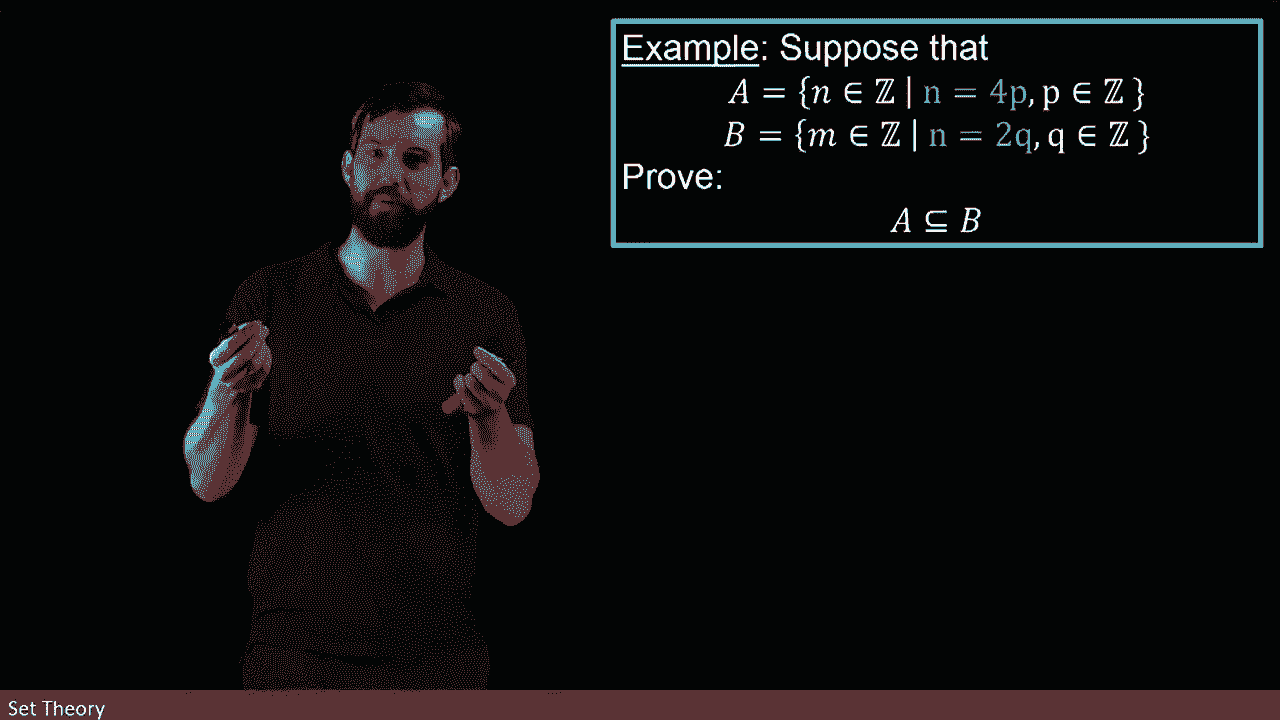 Example: Suppose that
A = {n ∈ ℤ | n = 4p, p ∈ ℤ }
B = {m ∈ ℤ | n = 2q, q ∈ ℤ }
Prove:
A ⊆ B
Set Theory